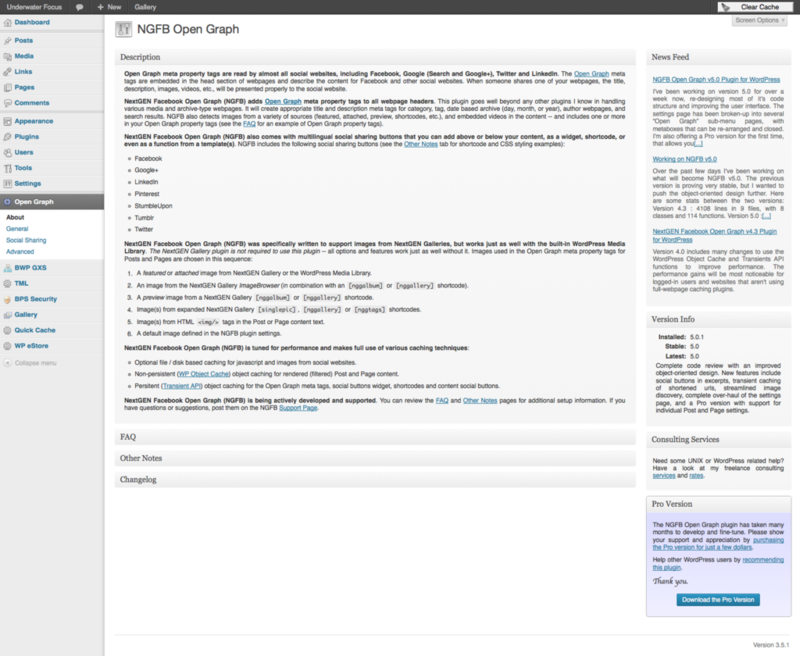 Underwater Focus
+ New
Gallery
Clear Cache
Screen Options
Dashboard
Posts
Media
Links
Pages
Comments
Appearance
Plugins
Users
Tools
Settings
Open Graph
About
General
Social Sharing
Advanced
BWP GXS
TML
BPS Security
Gallery
Quick Cache
WP eStore
Collapse menu
NGFB Open Graph
Description
Open Graph meta property tags are read by almost all social websites, including Facebook, Google (Search and Google+), Twitter and LinkedIn. The Open Graph meta
tags are embedded in the head section of webpages and describe the content for Facebook and other social websites. When someone shares one of your webpages, the title,
description, images, videos, etc., will be presented properly to the social website.
NextGEN Facebook Open Graph (NGFB) adds Open Graph meta property tags to all webpage headers. This plugin goes well beyond any other plugins I know in handling
various media and archive-type webpages. It will create appropriate title and description meta tags for category, tag, date based archive (day, month, or year), author webpages, and
search results. NGFB also detects images from a variety of sources (featured, attached, preview, shortcodes, etc.), and embedded videos in the content -- and includes one or more
in your Open Graph property tags (see the FAQ for an example of Open Graph property tags).
NextGEN Facebook Open Graph (NGFB) also comes with multilingual social sharing buttons that you can add above or below your content, as a widget, shortcode, or
even as a function from a template(s). NGFB includes the following social sharing buttons (see the Other Notes tab for shortcode and CSS styling examples):
Facebook
Google+
LinkedIn
Pinterest
StumbleUpon
Tumblr
Twitter
NextGEN Facebook Open Graph (NGFB) was specifically written to support images from NextGEN Galleries, but works just as well with the built-in WordPress Media
Library. The NextGEN Gallery plugin is not required to use this plugin -- all options and features work just as well without it. Images used in the Open Graph meta property tags for
Posts and Pages are chosen in this sequence:
1. A featured or attached image from NextGEN Gallery or the WordPress Media Library.
2. An image from the NextGEN Gallery ImageBrowser (in combination with an [nggalbum] or [nggallery] shortcode).
3. A preview image from a NextGEN Gallery [nggalbum] or [nggallery] shortcode.
4. Image(s) from expanded NextGEN Gallery [singlepic], [nggallery] or [nggtags] shortcodes.
5. Image(s) from HTML <img/> tags in the Post or Page content text.
6. A default image defined in the NGFB plugin settings.
NextGEN Facebook Open Graph (NGFB) is tuned for performance and makes full use of various caching techniques:
Optional file / disk based caching for javascript and images from social websites.
Non-persistent (WP Object Cache) object caching for rendered (filtered) Post and Page content.
Persitent (Transient API) object caching for the Open Graph meta tags, social buttons widget, shortcodes and content social buttons.
NextGEN Facebook Open Graph (NGFB) is being actively developed and supported. You can review the FAQ and Other Notes pages for additional setup information. If you
have questions or suggestions, post them on the NGFB Support Page.
FAQ
Other Notes
Changelog
News Feed
NGFB Open Graph v5.0 Plugin for WordPress
I've been working on version 5.0 for over a
week now, re-designing most of it's code
structure and improving the user interface. The
settings page has been broken-up into several
"Open Graph" sub-menu pages, with
metaboxes that can be re-arranged and closed.
I'm also offering a Pro version for the first time,
that allows you[...]
Working on NGFB v5.0
Over the past few days I've been working on
what will become NGFB v5.0. The previous
version is proving very stable, but I wanted to
push the objected-oriented design further. Here
are some stats between the two versions:
Version 4.3 : 4108 lines in 9 files, with 8
classes and 114 functions. Version 5.0 [...]
NextGEN Facebook Open Graph v4.3 Plugin
for WordPress
Version 4.0 includes many changes to use the
WordPress Object Cache and Transients API
functions to improve performance. The
performance gains will be most noticeable for
logged-in users and websites that aren't using
full-webpage caching plugins.
Version Info
Installed: 5.0.1
Stable: 5.0
Latest: 5.0
Complete code review with an improved
object-oriented design. New features include
social buttons in excerpts, transient caching
of shortened urls, streamlined image
discovery, complete over-haul of the settings
page, and a Pro version with support for
individual Post and Page settings.
Consulting Services
Need some UNIX or WordPress related help?
Have a look at my freelance consulting
services and rates.
Pro Version
The NGFB Open Graph plugin has taken many
months to develop and fine-tune. Please show
your support and appreciation by purchasing
the Pro version for just a few dollars.
Help other WordPress users by recommending
this plugin.
Thank you.
Download the Pro Version
Version 3.5.1